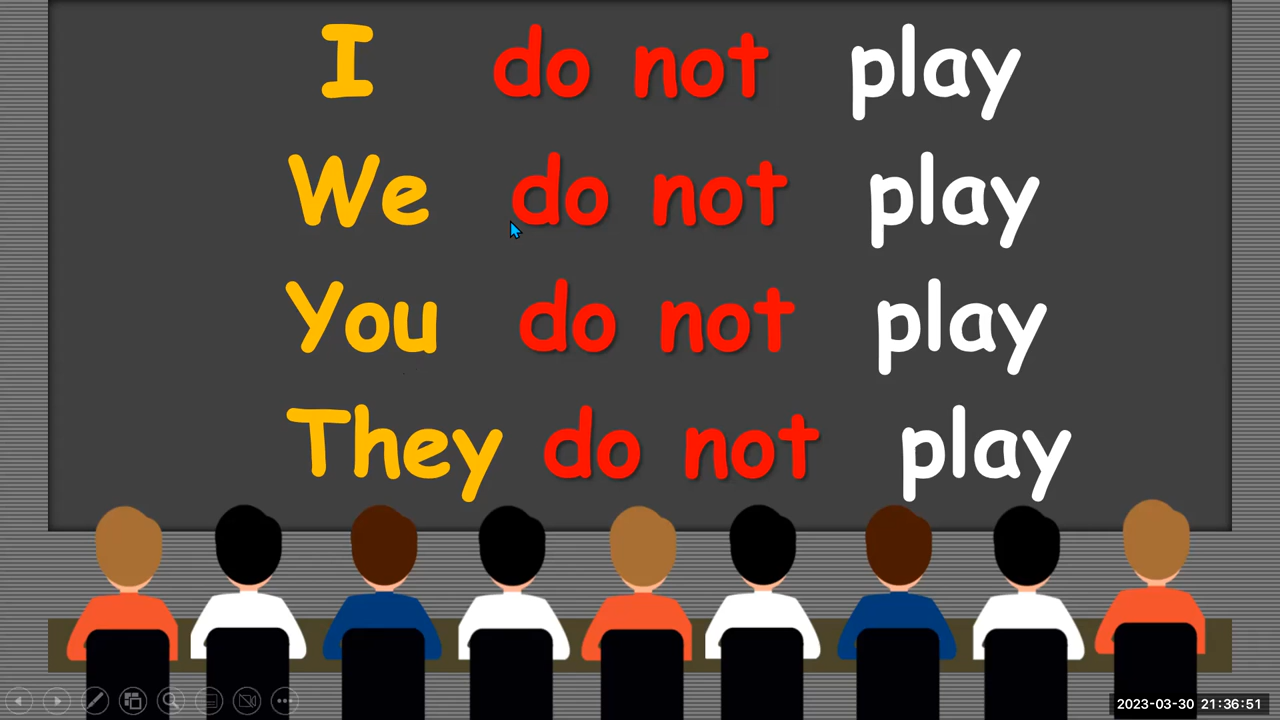 I do not play
We do not play
You do not play
They do not play
2023-03-30 21:36:51